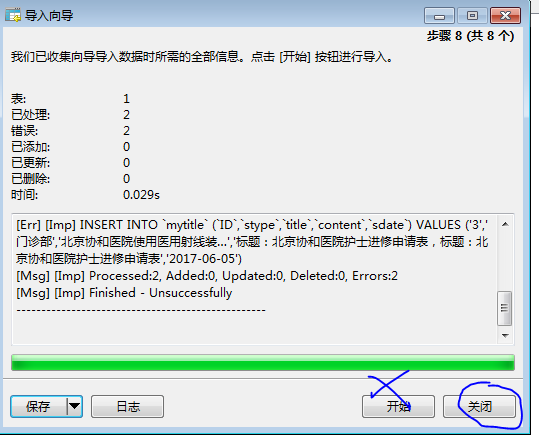 导入向导
步骤 8 (共 8 个)
我们已收集向导导入数据时所需的全部信息。点击 [开始] 按钮进行导入。
表: 1
已处理: 2
错误: 2
已添加: 0
已更新: 0
已删除: 0
时间: 0.029s
[Err] [Imp] INSERT INTO `mytitle` (`ID`,`stype`,`title`,`content`,`sdate`) VALUES ('3','
门诊部','北京协和医院使用医用射线装...','标题：北京协和医院护士进修申请表，标题：北
京协和医院护士进修申请表','2017-06-05')
[Msg] [Imp] Processed:2, Added:0, Updated:0, Deleted:0, Errors:2
[Msg] [Imp] Finished - Unsuccessfully
--------------------------------------------------
保存 日志 开始 关闭